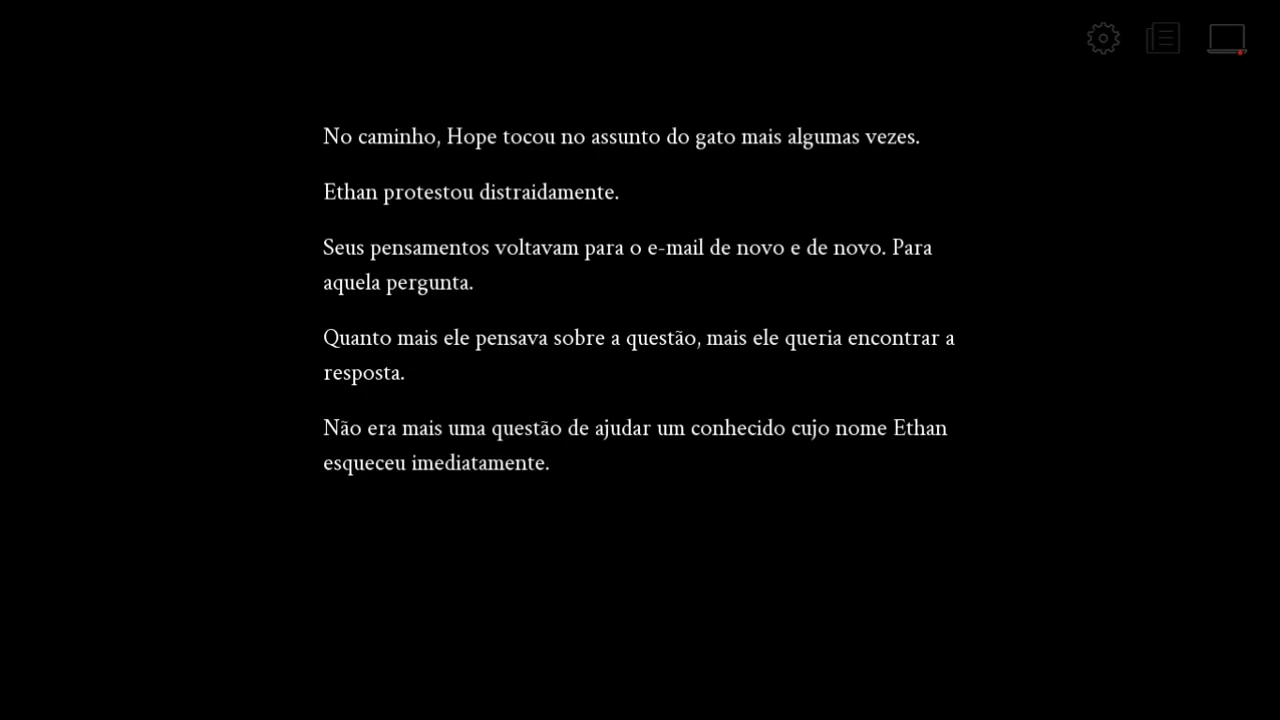 No caminho, Hope tocou no assunto do gato mais algumas vezes.
Ethan protestou distraidamente.
Seus pensamentos voltavam para o e-mail de novo e de novo. Para
aquela pergunta.
Quanto mais ele pensava sobre a questão, mais ele queria encontrar a
resposta.
Não era mais uma questão de ajudar um conhecido cujo nome Ethan
esqueceu imediatamente.